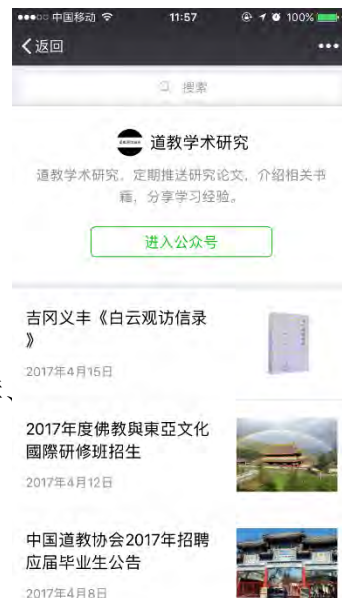 中国移动 11:57 100%
返回
搜索
道教学术研究
道教学术研究，定期推送研究论文，介绍相关书
籍，分享学习经验。
进入公众号
吉冈义丰《白云观访信录
》
2017年4月15日
、
2017年度佛教與東亞文化
國際研修班招生
2017年4月12日
中国道教协会2017年招聘
应届毕业生公告
2017年4月8日